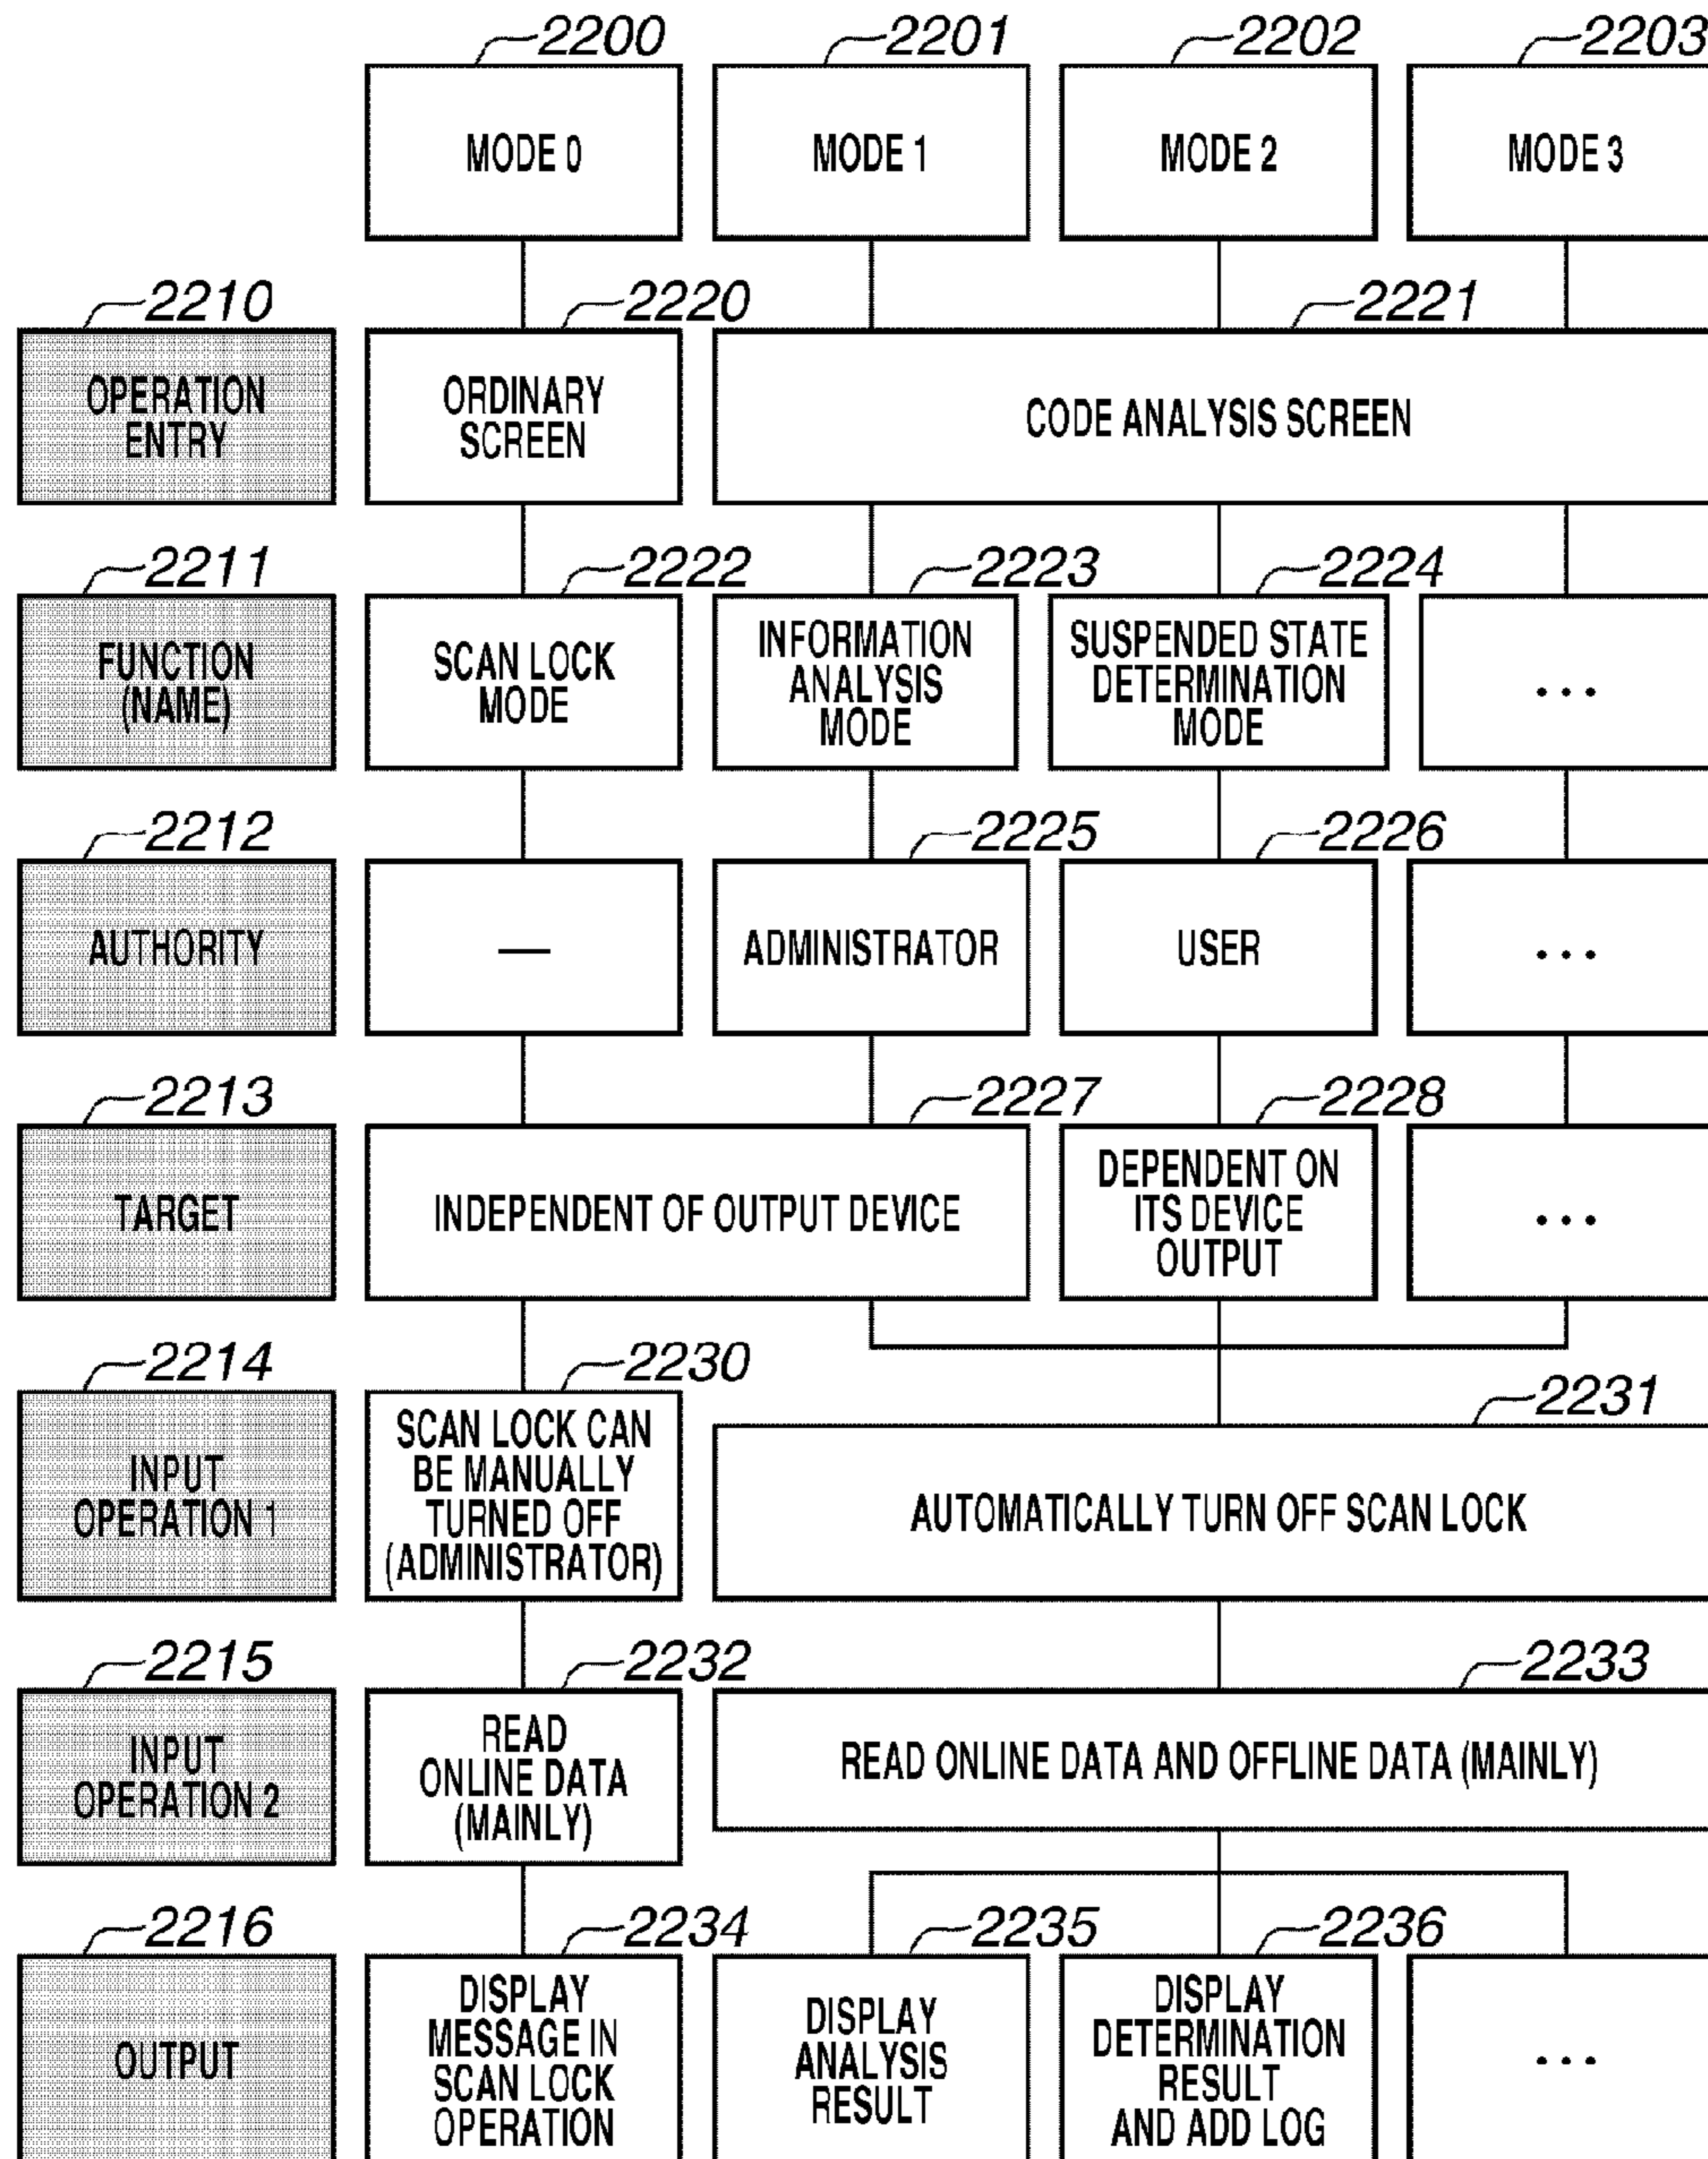 2200
2201
2202
2203
MODE 0
MODE 1
MODE 2
MODE 3
2210
2220
2221
OPERATION
ENTRY
ORDINARY
SCREEN
CODE ANALYSIS SCREEN
2211
2222
2223
2224
FUNCTION
(NAME)
SCAN LOCK
MODE
INFORMATION
ANALYSIS
MODE
SUSPENDED STATE
DETERMINATION
MODE
...
2212
2225
2226
AUTHORITY
—
ADMINISTRATOR
USER
...
2213
2227
2228
TARGET
INDEPENDENT OF OUTPUT DEVICE
DEPENDENT ON
ITS DEVICE
OUTPUT
...
2214
2230
2231
INPUT
OPERATION 1
SCAN LOCK CAN
BE MANUALLY
TURNED OFF
(ADMINISTRATOR)
AUTOMATICALLY TURN OFF SCAN LOCK
2215
2232
2233
INPUT
OPERATION 2
READ
ONLINE DATA
(MAINLY)
READ ONLINE DATA AND OFFLINE DATA (MAINLY)
2216
2234
2235
2236
OUTPUT
DISPLAY
MESSAGE IN
SCAN LOCK
OPERATION
DISPLAY
ANALYSIS
RESULT
DISPLAY
DETERMINATION
RESULT
AND ADD LOG
...